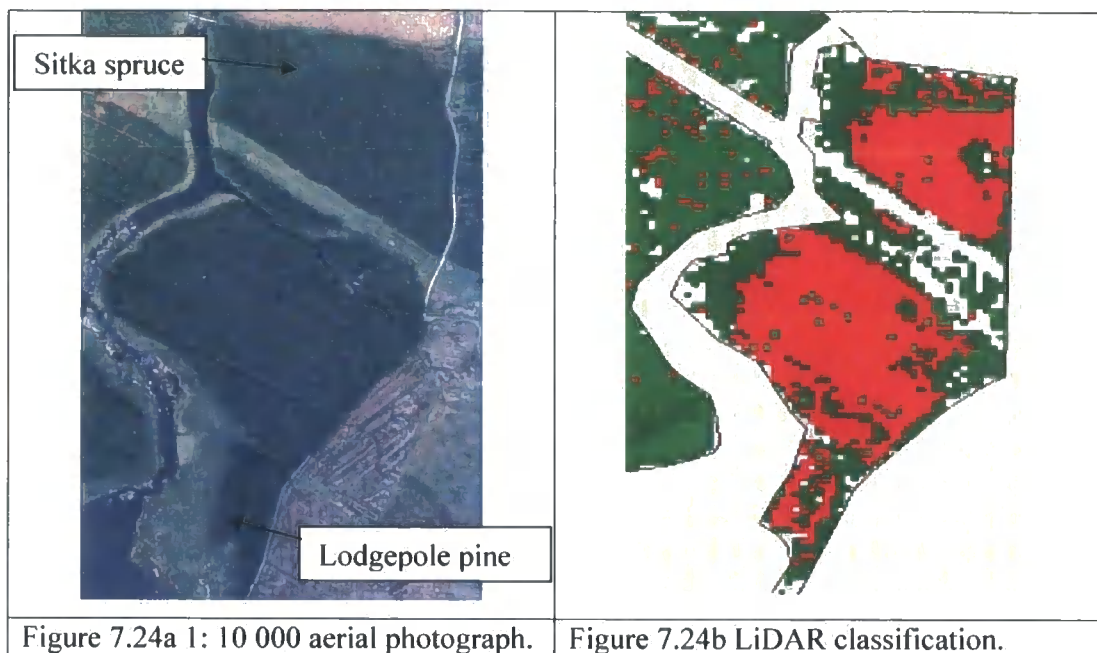 Sitka spruce
Lodgepole pine
Figure 7.24a 1: 10 000 aerial photograph.
Figure 7.24b LiDAR classification.